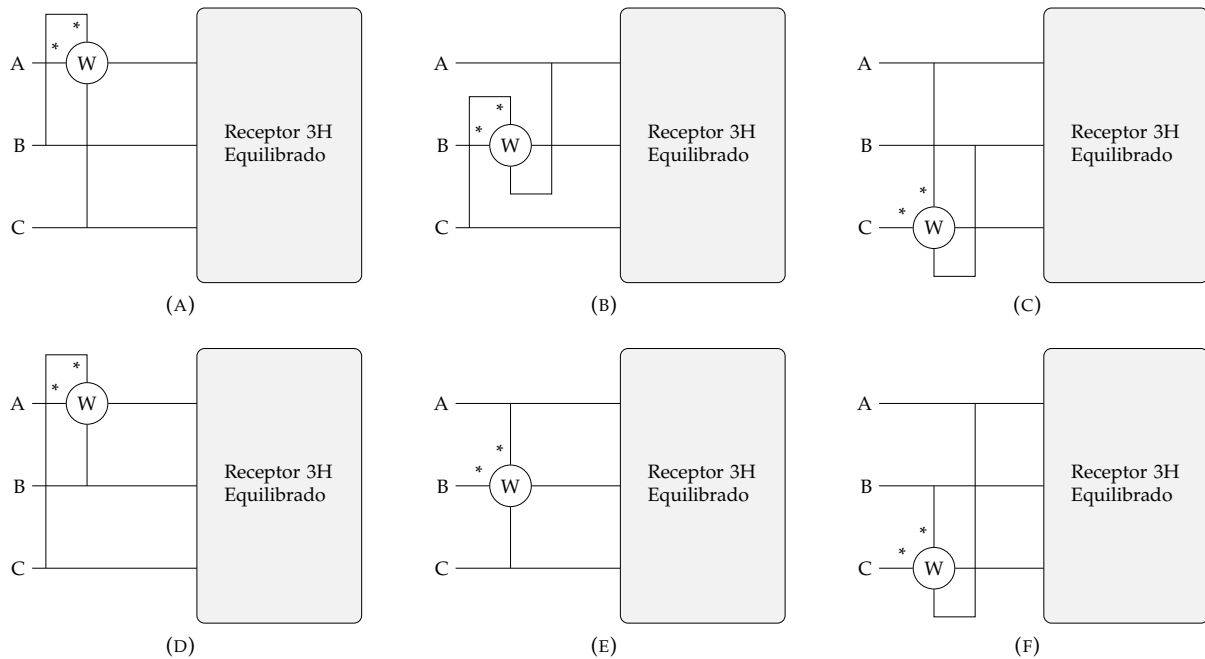 * *
A W
B
C
Receptor 3H
Equilibrado
(A)
A
* *
B W
C
Receptor 3H
Equilibrado
(B)
A
B
* *
C W
Receptor 3H
Equilibrado
(C)
* *
A W
B
C
Receptor 3H
Equilibrado
(D)
A
* *
B W
C
Receptor 3H
Equilibrado
(E)
A
B
* *
C W
Receptor 3H
Equilibrado
(F)